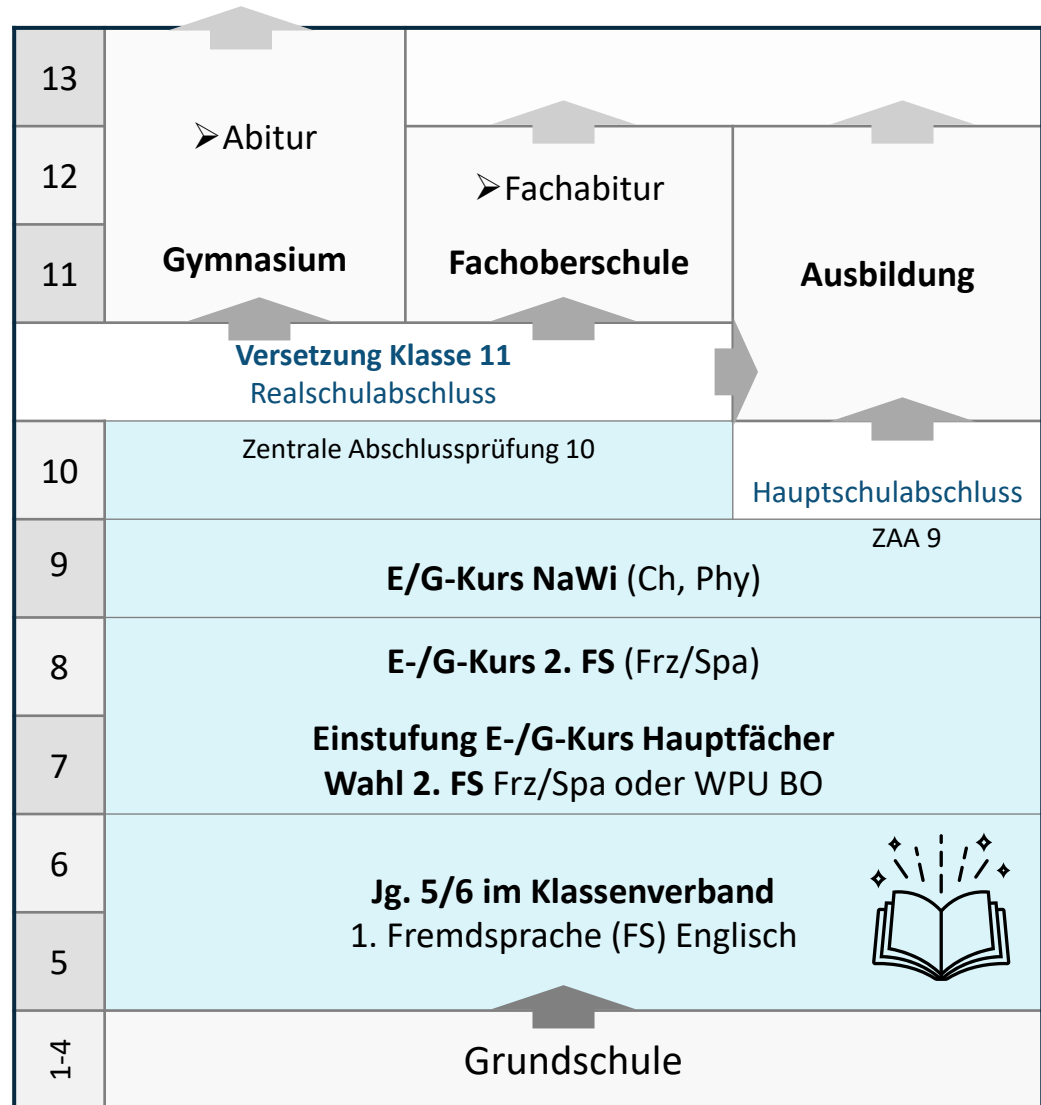 13
➢Abitur
12
➢Fachabitur
11
Gymnasium
Fachoberschule
Ausbildung
Versetzung Klasse 11
Realschulabschluss
Zentrale Abschlussprüfung 10
10
Hauptschulabschluss
ZAA 9
9
E/G-Kurs NaWi (Ch, Phy)
8
E-/G-Kurs 2. FS (Frz/Spa)
7
Einstufung E-/G-Kurs Hauptfächer
Wahl 2. FS Frz/Spa oder WPU BO
6
Jg. 5/6 im Klassenverband
1. Fremdsprache (FS) Englisch
5
1-4
Grundschule